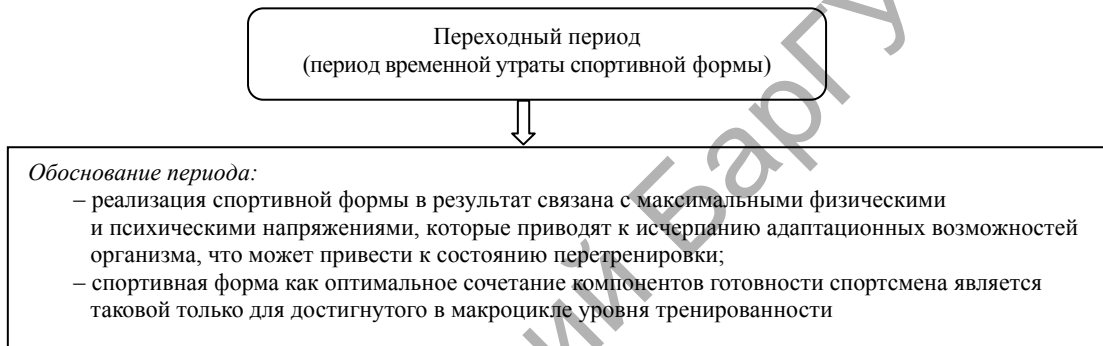 Переходный период
(период временной утраты спортивной формы)
Обоснование периода:
– реализация спортивной формы в результат связана с максимальными физическими
и психическими напряжениями, которые приводят к исчерпанию адаптационных возможностей
организма, что может привести к состоянию перетренировки;
– спортивная форма как оптимальное сочетание компонентов готовности спортсмена является
таковой только для достигнутого в макроцикле уровня тренированности